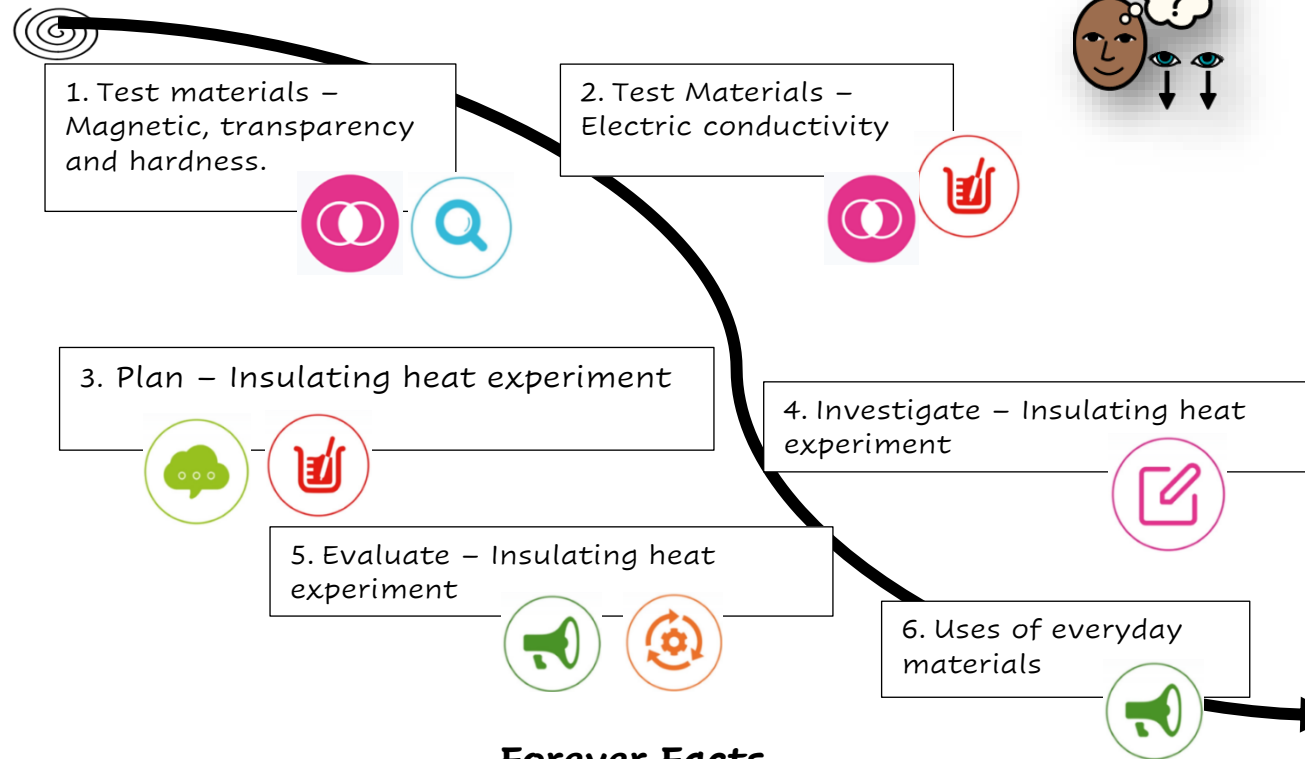 1. Test materials –
Magnetic, transparency
and hardness.
2. Test Materials –
Electric conductivity
3. Plan – Insulating heat experiment
4. Investigate – Insulating heat
experiment
5. Evaluate – Insulating heat
experiment
6. Uses of everyday
materials
Forever Facts